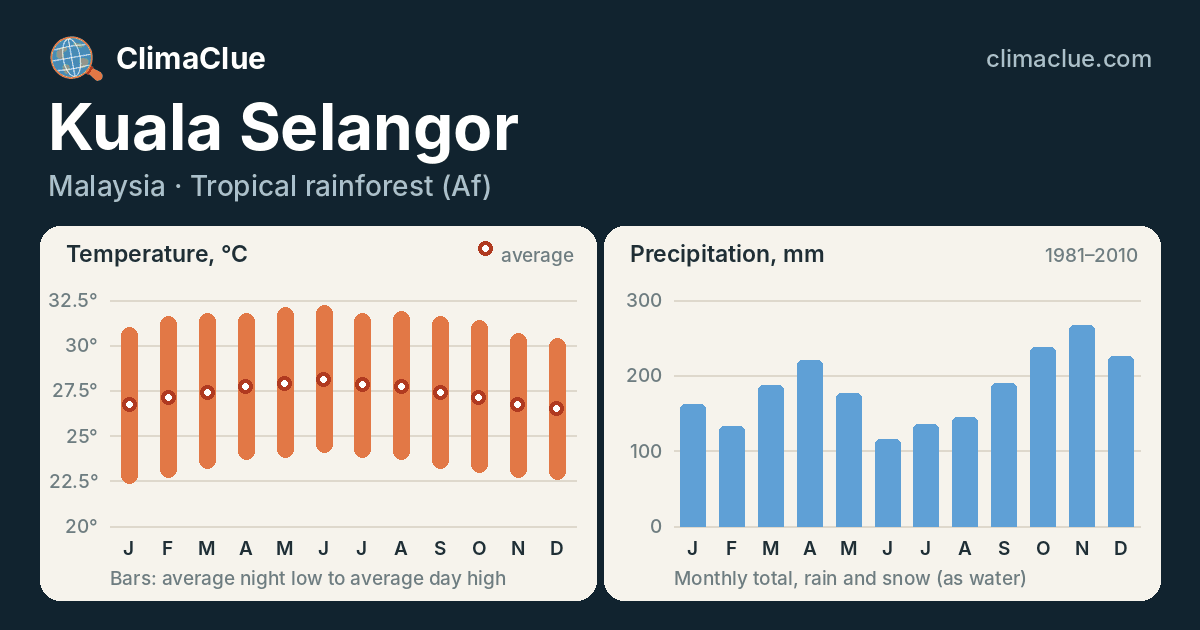 ClimaClue
climaclue.com
Kuala Selangor
Malaysia · Tropical rainforest (Af)
Temperature, °C
average
32.5°
30°
27.5°
25°
22.5°
20°
J F M A M J J A S O N D
Bars: average night low to average day high
Precipitation, mm
1981–2010
300
200
100
0
J F M A M J J A S O N D
Monthly total, rain and snow (as water)